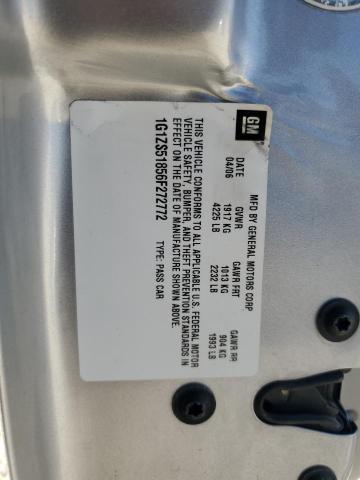 GM
MFD BY GENERAL MOTORS CORP
DATE GVWR GAWR FRT GAWR RR
04/06 1917 KG 1013 KG 904 KG
4225 LB 2232 LB 1993 LB
THIS VEHICLE CONFORMS TO ALL APPLICABLE U.S. FEDERAL MOTOR
VEHICLE SAFETY, BUMPER, AND THEFT PREVENTION STANDARDS IN
EFFECT ON THE DATE OF MANUFACTURE SHOWN ABOVE.
1G1ZS51856F272772 TYPE: PASS CAR